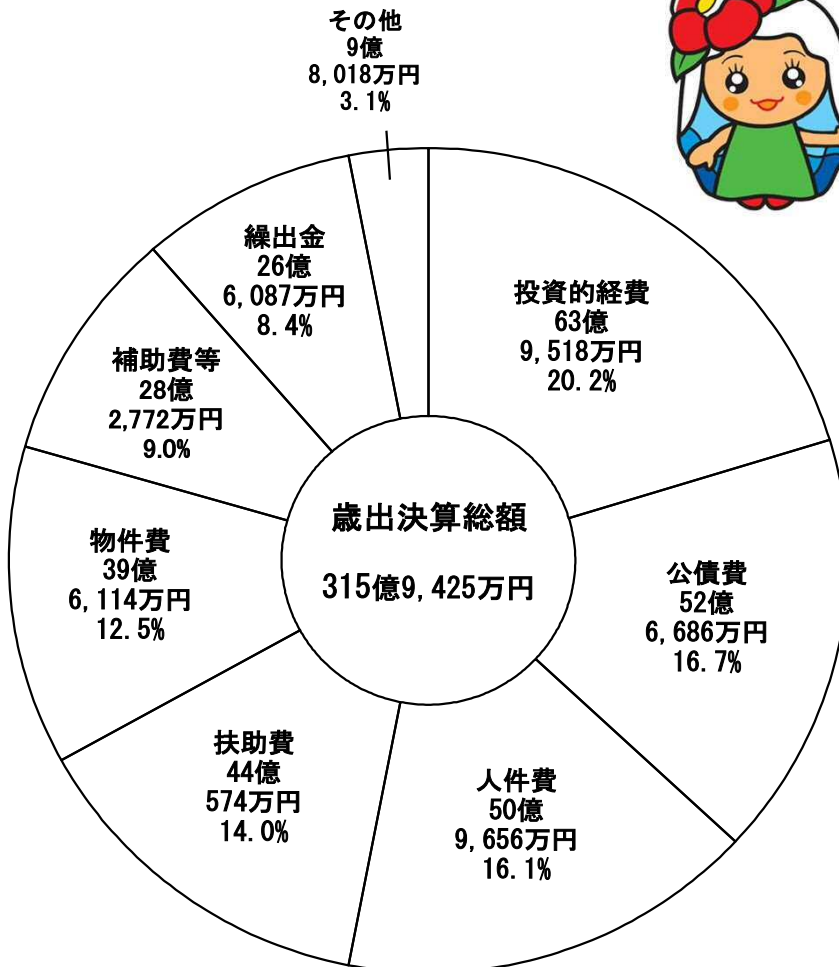 その他
9億
8,018万円
3.1%
投資的経費
63億
9,518万円
20.2%
公債費
52億
6,686万円
16.7%
人件費
50億
9,656万円
16.1%
扶助費
44億
574万円
14.0%
物件費
39億
6,114万円
12.5%
補助費等
28億
2,772万円
9.0%
繰出金
26億
6,087万円
8.4%
歳出決算総額
315億9,425万円